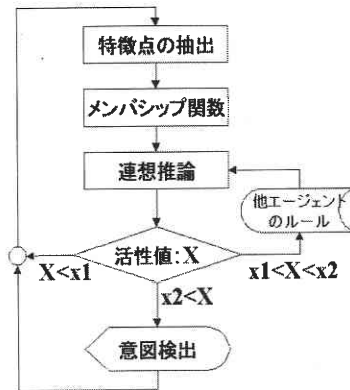 特徴点の抽出
メンバシップ関数
連想推論
他エージェント
のルール
活性値：X
X<x1
x1<X<x2
x2<X
意図検出